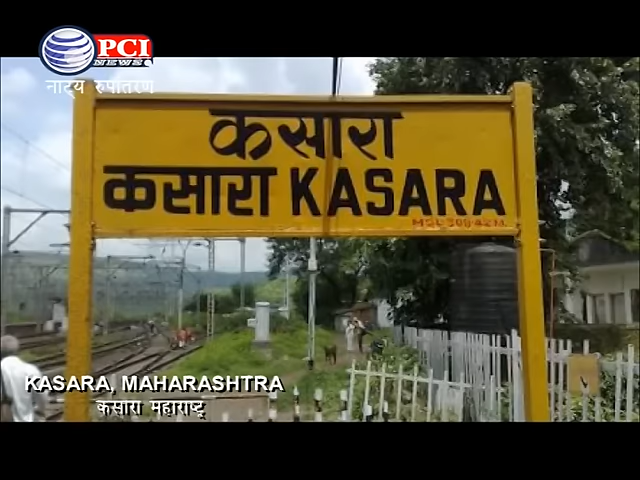 PCI
NEWS
नाट्य रुपांतरण
कसारा
कसारा KASARA
KASARA, MAHARASHTRA
कसारा महाराष्ट्र